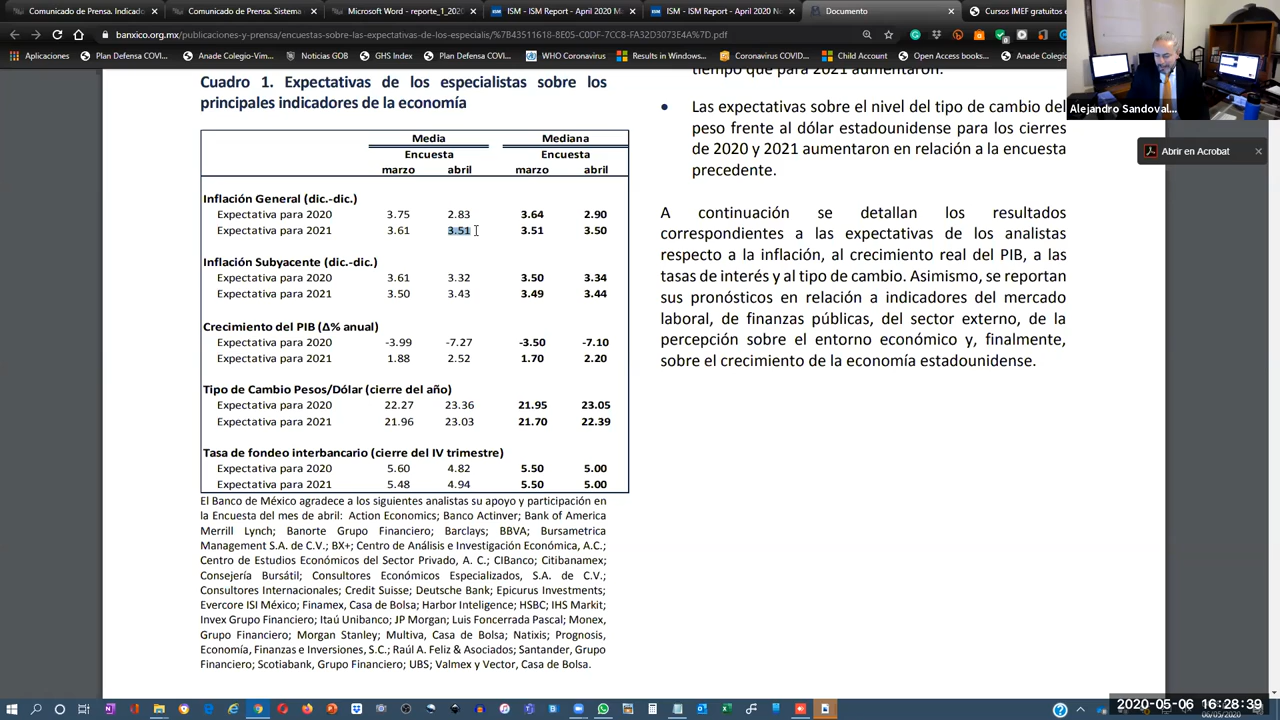 Comunicado de Prensa. Indicado
Comunicado de Prensa. Sistema
Microsoft Word - reporte_1_2020
ISM - ISM Report - April 2020 M
ISM - ISM Report - April 2020 No
Documento
Cursos IMEF gratuitos e
banxico.org.mx/publicaciones-y-prensa/encuestas-sobre-las-expectativas-de-los-especialis/%7B43511618-8E05-C0DF-7CC8-FA32D3073E4A%7D.pdf
Aplicaciones
Plan Defensa COVID...
Anade Colegio-Vin...
Noticias GOB
GHS Index
Plan Defensa COVID...
Anade Colegio-Vin...
WHO Coronavirus
Results in Windows...
Coronavirus COVID...
Child Account
Open Access books...
COVID...
Alejandro Sandoval...
Abrir en Acrobat
Cuadro 1. Expectativas de los especialistas sobre los
principales indicadores de la economía
Media Mediana
Encuesta Encuesta
marzo abril marzo abril
Inflación General (dic.-dic.)
Expectativa para 2020 3.75 2.83 3.64 2.90
Expectativa para 2021 3.61 3.51 3.51 3.50
Inflación Subyacente (dic.-dic.)
Expectativa para 2020 3.61 3.32 3.50 3.34
Expectativa para 2021 3.50 3.43 3.49 3.44
Crecimiento del PIB (Δ% anual)
Expectativa para 2020 -3.99 -7.27 -3.50 -7.10
Expectativa para 2021 1.88 2.52 1.70 2.20
Tipo de Cambio Pesos/Dólar (cierre del año)
Expectativa para 2020 22.27 23.36 21.95 23.05
Expectativa para 2021 21.96 23.03 21.70 22.39
Tasa de fondeo interbancario (cierre del IV trimestre)
Expectativa para 2020 5.60 4.82 5.50 5.00
Expectativa para 2021 5.48 4.94 5.50 5.00
El Banco de México agradece a los siguientes analistas su apoyo y participación en
la Encuesta del mes de abril: Action Economics; Banco Actinver; Bank of America
Merrill Lynch; Banorte Grupo Financiero; Barclays; BBVA; Bursametrica
Management S.A. de C.V.; BX+; Centro de Análisis e Investigación Económica, A.C.;
Centro de Estudios Económicos del Sector Privado, A. C.; CIBanco; Citibanamex;
Consejería Bursátil; Consultores Económicos Especializados, S.A. de C.V.;
Consultores Internacionales; Credit Suisse; Deutsche Bank; Epicurus Investments;
Evercore ISI México; Finamex, Casa de Bolsa; Harbor Inteligence; HSBC; IHS Markit;
Invex Grupo Financiero; Itaú Unibanco; JP Morgan; Luis Foncerrada Pascal; Monex,
Grupo Financiero; Morgan Stanley; Multiva, Casa de Bolsa; Natixis; Prognosis,
Economía, Finanzas e Inversiones, S.C.; Raúl A. Feliz & Asociados; Santander, Grupo
Financiero; Scotiabank, Grupo Financiero; UBS; Valmex y Vector, Casa de Bolsa.
tiempo que para 2021 aumentaron.
• Las expectativas sobre el nivel del tipo de cambio del
peso frente al dólar estadounidense para los cierres
de 2020 y 2021 aumentaron en relación a la encuesta
precedente.
A continuación se detallan los resultados
correspondientes a las expectativas de los analistas
respecto a la inflación, al crecimiento real del PIB, a las
tasas de interés y al tipo de cambio. Asimismo, se reportan
sus pronósticos en relación a indicadores del mercado
laboral, de finanzas públicas, del sector externo, de la
percepción sobre el entorno económico y, finalmente,
sobre el crecimiento de la economía estadounidense.
2020-05-06 16:28:39
06/05/2020